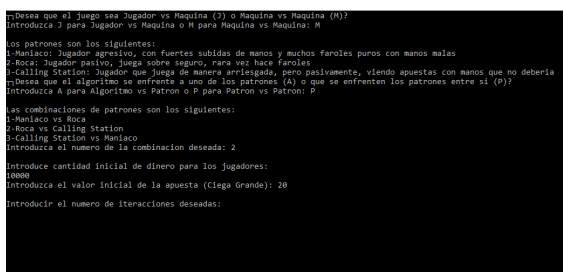 ┬┐Desea que el juego sea Jugador vs Maquina (J) o Maquina vs Maquina (M)?
Introduzca J para Jugador vs Maquina o M para Maquina vs Maquina: M
Los patrones son los siguientes:
1-Maniaco: Jugador agresivo, con fuertes subidas de manos y muchos faroles puros con manos malas
2-Roca: Jugador pasivo, juega sobre seguro, rara vez hace faroles
3-Calling Station: Jugador que juega de manera arriesgada, pero pasivamente, viendo apuestas con manos que no deberia
┬┐Desea que el algoritmo se enfrente a uno de los patrones (A) o que se enfrenten los patrones entre si (P)?
Introduzca A para Algoritmo vs Patron o P para Patron vs Patron: P
Las combinaciones de patrones son los siguientes:
1-Maniaco vs Roca
2-Roca vs Calling Station
3-Calling Station vs Maniaco
Introduzca el numero de la combinacion deseada: 2
Introduce cantidad inicial de dinero para los jugadores:
10000
Introduzca el valor inicial de la apuesta (Ciega Grande): 20
Introducir el numero de iteracciones deseadas: